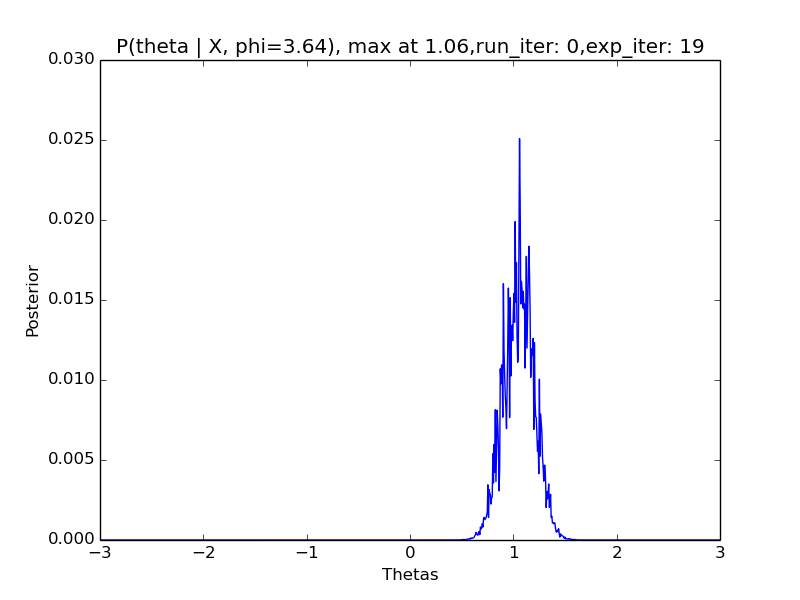 P(theta | X, phi=3.64), max at 1.06,run_iter: 0,exp_iter: 19
0.030
0.025
0.020
0.015
0.010
0.005
0.000
Posterior
−3 −2 −1 0 1 2 3
Thetas